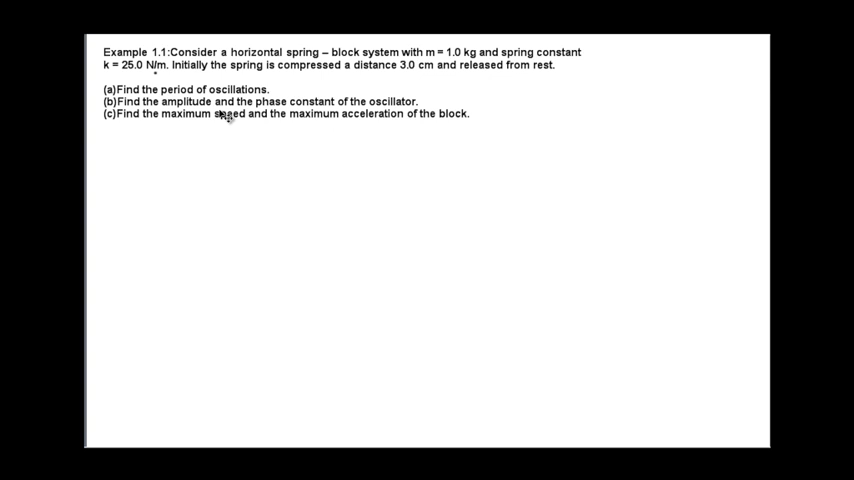 Example 1.1:Consider a horizontal spring – block system with m = 1.0 kg and spring constant
k = 25.0 N/m. Initially the spring is compressed a distance 3.0 cm and released from rest.
(a)Find the period of oscillations.
(b)Find the amplitude and the phase constant of the oscillator.
(c)Find the maximum speed and the maximum acceleration of the block.